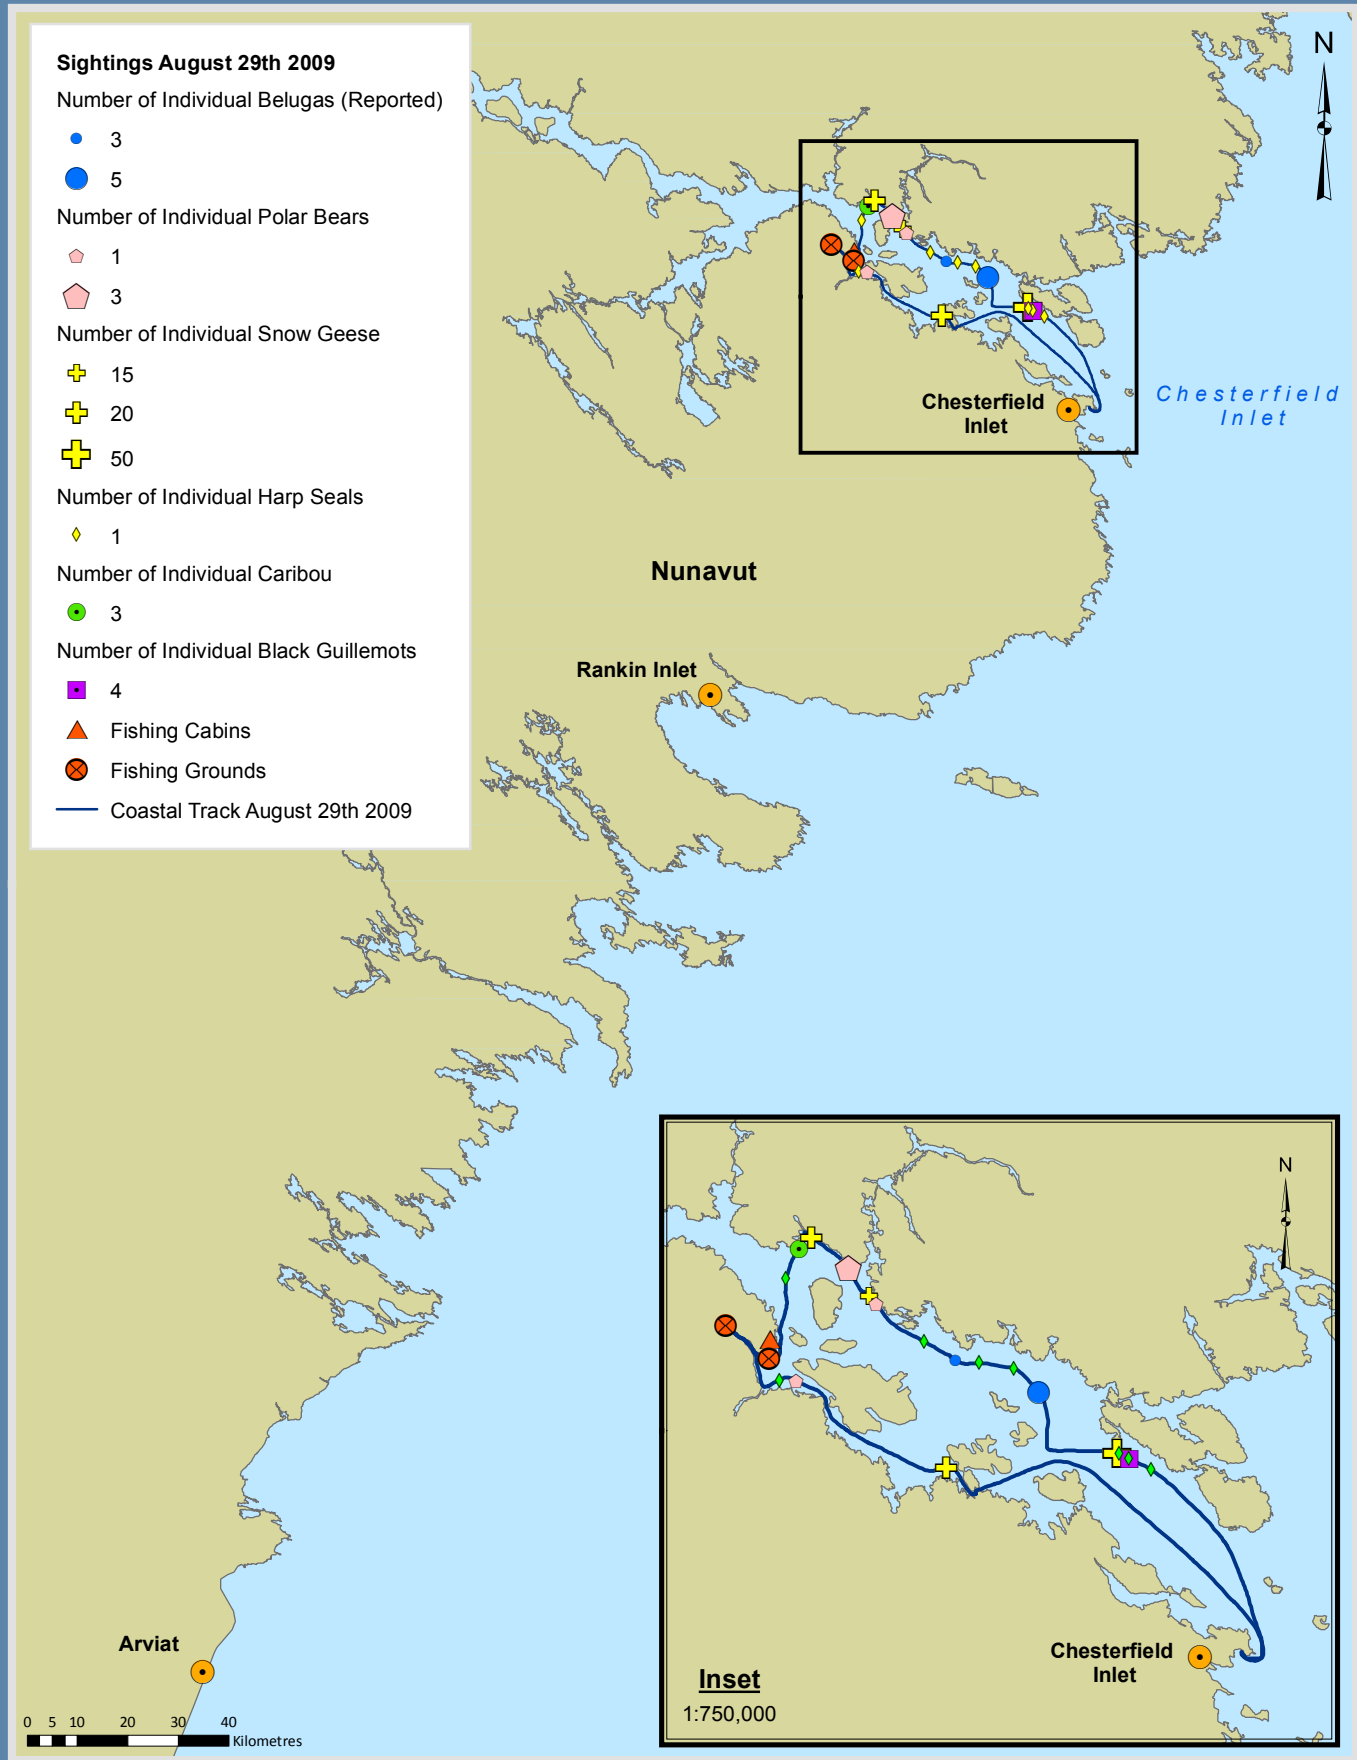 Sightings August 29th 2009
Number of Individual Belugas (Reported)
3
5
Number of Individual Polar Bears
1
3
Number of Individual Snow Geese
15
20
50
Number of Individual Harp Seals
1
Number of Individual Caribou
3
Number of Individual Black Guillemots
4
Fishing Cabins
Fishing Grounds
Coastal Track August 29th 2009
N
Chesterfield
Inlet
Chesterfield
Inlet
Nunavut
Rankin Inlet
Arviat
0 5 10 20 30 40
Kilometres
N
Chesterfield
Inlet
Inset
1:750,000